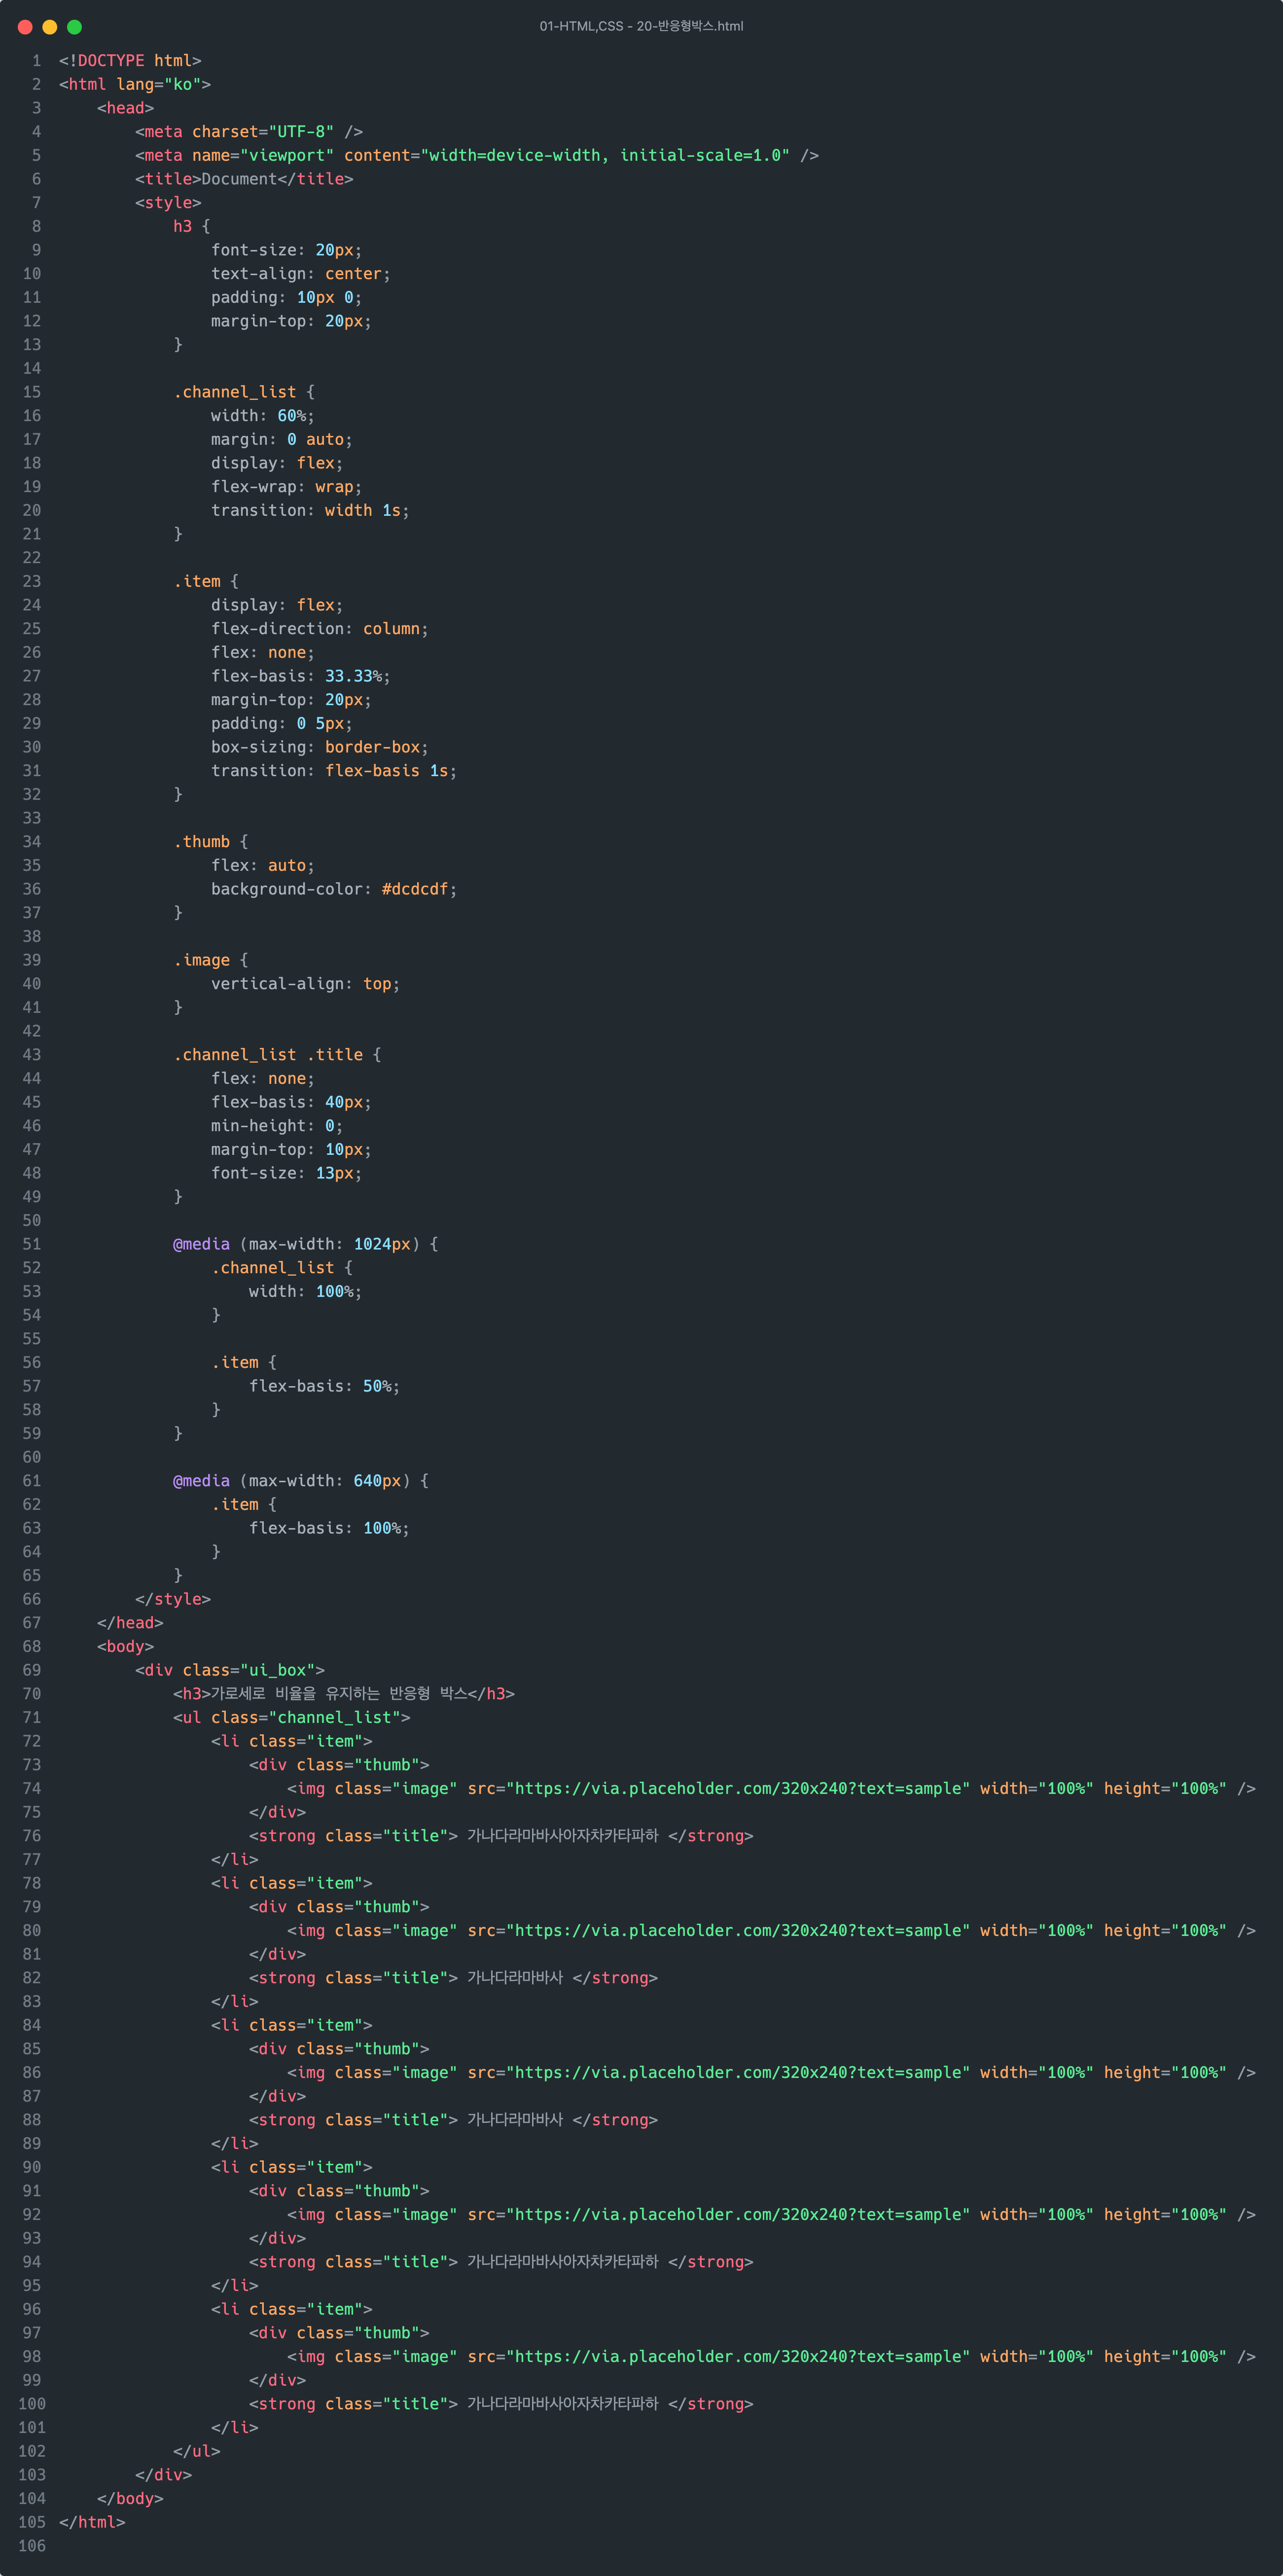 01-HTML,CSS - 20-반응형박스.html
1 <!DOCTYPE html>
2 <html lang="ko">
3     <head>
4         <meta charset="UTF-8" />
5         <meta name="viewport" content="width=device-width, initial-scale=1.0" />
6         <title>Document</title>
7         <style>
8             h3 {
9                 font-size: 20px;
10                 text-align: center;
11                 padding: 10px 0;
12                 margin-top: 20px;
13             }
14
15             .channel_list {
16                 width: 60%;
17                 margin: 0 auto;
18                 display: flex;
19                 flex-wrap: wrap;
20                 transition: width 1s;
21             }
22
23             .item {
24                 display: flex;
25                 flex-direction: column;
26                 flex: none;
27                 flex-basis: 33.33%;
28                 margin-top: 20px;
29                 padding: 0 5px;
30                 box-sizing: border-box;
31                 transition: flex-basis 1s;
32             }
33
34             .thumb {
35                 flex: auto;
36                 background-color: #dcdcdf;
37             }
38
39             .image {
40                 vertical-align: top;
41             }
42
43             .channel_list .title {
44                 flex: none;
45                 flex-basis: 40px;
46                 min-height: 0;
47                 margin-top: 10px;
48                 font-size: 13px;
49             }
50
51             @media (max-width: 1024px) {
52                 .channel_list {
53                     width: 100%;
54                 }
55
56                 .item {
57                     flex-basis: 50%;
58                 }
59             }
60
61             @media (max-width: 640px) {
62                 .item {
63                     flex-basis: 100%;
64                 }
65             }
66         </style>
67     </head>
68     <body>
69         <div class="ui_box">
70             <h3>가로세로 비율을 유지하는 반응형 박스</h3>
71             <ul class="channel_list">
72                 <li class="item">
73                     <div class="thumb">
74                         <img class="image" src="https://via.placeholder.com/320x240?text=sample" width="100%" height="100%" />
75                     </div>
76                     <strong class="title"> 가나다라마바사아자차카타파하 </strong>
77                 </li>
78                 <li class="item">
79                     <div class="thumb">
80                         <img class="image" src="https://via.placeholder.com/320x240?text=sample" width="100%" height="100%" />
81                     </div>
82                     <strong class="title"> 가나다라마바사 </strong>
83                 </li>
84                 <li class="item">
85                     <div class="thumb">
86                         <img class="image" src="https://via.placeholder.com/320x240?text=sample" width="100%" height="100%" />
87                     </div>
88                     <strong class="title"> 가나다라마바사 </strong>
89                 </li>
90                 <li class="item">
91                     <div class="thumb">
92                         <img class="image" src="https://via.placeholder.com/320x240?text=sample" width="100%" height="100%" />
93                     </div>
94                     <strong class="title"> 가나다라마바사아자차카타파하 </strong>
95                 </li>
96                 <li class="item">
97                     <div class="thumb">
98                         <img class="image" src="https://via.placeholder.com/320x240?text=sample" width="100%" height="100%" />
99                     </div>
100                     <strong class="title"> 가나다라마바사아자차카타파하 </strong>
101                 </li>
102             </ul>
103         </div>
104     </body>
105 </html>
106